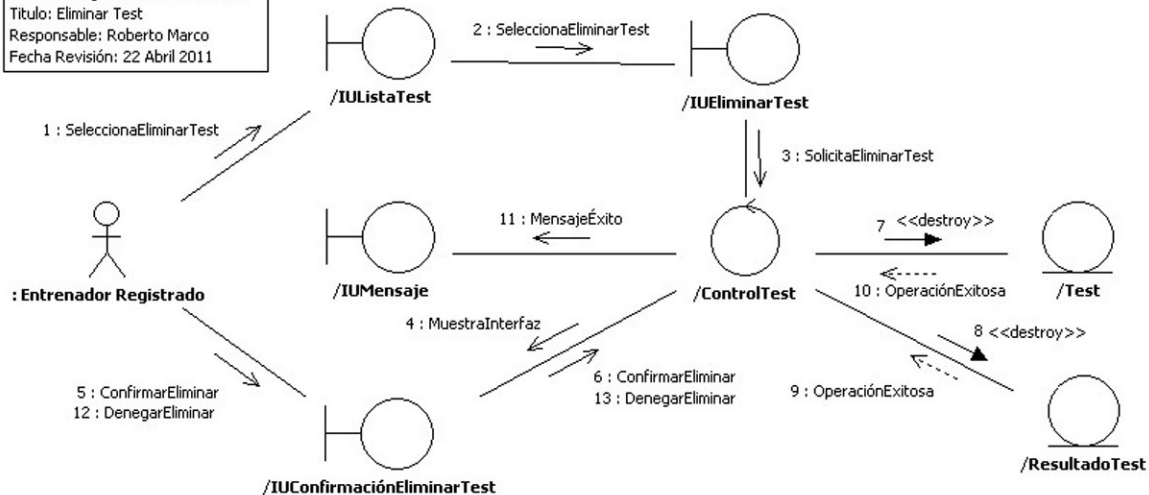 Titulo: Eliminar Test
Responsable: Roberto Marco
Fecha Revisión: 22 Abril 2011
2 : SeleccionaEliminarTest
/IUListaTest
/IUEliminarTest
1 : SeleccionaEliminarTest
3 : SolicitaEliminarTest
11 : MensajeÉxito
7 <<destroy>>
: Entrenador Registrado
/IUMensaje
/ControlTest
10 : OperaciónExitosa
/Test
4 : MuestraInterfaz
8 <<destroy>>
5 : ConfirmarEliminar
12 : DenegarEliminar
6 : ConfirmarEliminar
13 : DenegarEliminar
9 : OperaciónExitosa
/ResultadoTest
/IUConfirmaciónEliminarTest